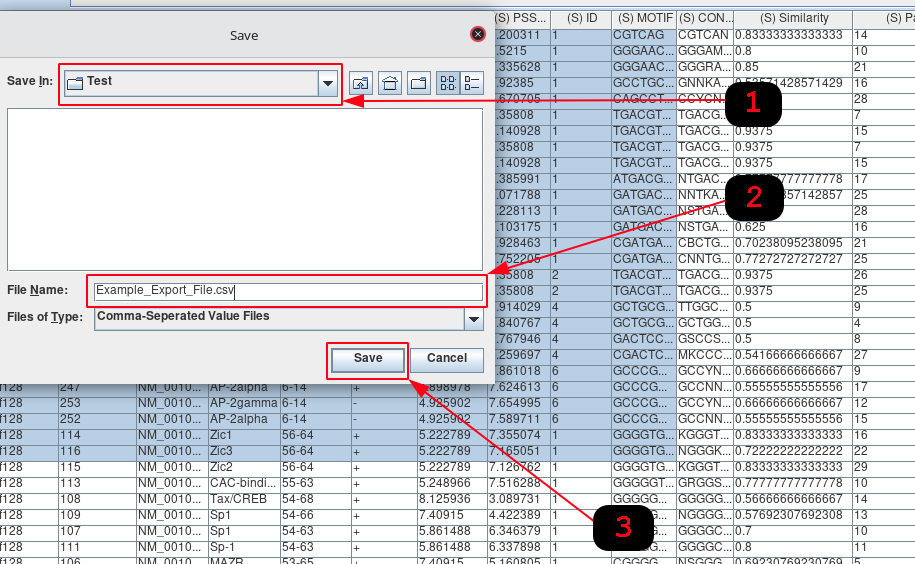 Save
(S) PSS... (S) ID (S) MOTIF (S) CON... (S) Similarity (S) Pa
.200311 1 CGTCAG CGTCAN 0.83333333333333 14
.5215 1 GGGAAC... GGGAM... 0.8 10
.335628 1 GGGAAC... GGGRA... 0.85 21
Save In: Test
.92385 1 GCCTGC... GNNKA... 0.53571428571429 16
.670705 1 CAGCCT... CCYCN... 28
1
.35808 1 TGACGT... TGACG... 7
.140928 1 TGACGT... TGACG... 0.9375 15
.35808 1 TGACGT... TGACG... 0.9375 7
.140928 1 TGACGT... TGACG... 0.9375 15
.385991 1 ATGACG... NTGAC... 17
2
.071788 1 GATGAC... NNTKA... 25
.228113 1 GATGAC... NSTGA... 28
.103175 1 GATGAC... NSTGA... 0.625 16
.928463 1 CGATGA... CBCTG... 0.70238095238095 21
.752205 1 CGATGA... CNNTG... 0.77272727272727 25
.35808 2 TGACGT... TGACG... 0.9375 26
File Name: Example_Export_File.csv
.35808 2 TGACGT... TGACG... 0.9375 25
.914029 4 GCTGCG... TTGGC... 0.5 9
Files of Type: Comma-Seperated Value Files
.840767 4 GCTGCG... GCTGG... 0.5 4
.767946 4 GACTCC... GSCCS... 0.5 8
Save Cancel
.259697 4 CGACTC... MKCCC... 0.54166666666667 27
.861018 6 GCCCG... GCCYN... 0.66666666666667 9
f128 247 NM_0010... AP-2alpha 6-14 + 4.898978 7.624613 6 GCCCG... GCCNN... 0.55555555555556 17
f128 253 NM_0010... AP-2gamma 6-14 - 4.925902 7.654995 6 GCCCG... GCCYN... 0.66666666666667 12
f128 252 NM_0010... AP-2alpha 6-14 - 4.925902 7.589711 6 GCCCG... GCCNN... 0.55555555555556 15
f128 114 NM_0010... Zic1 56-64 + 5.222789 7.355074 1 GGGGTG... KGGGT... 0.83333333333333 16
f128 116 NM_0010... Zic3 56-64 + 5.222789 7.165051 1 GGGGTG... NGGGK... 0.72222222222222 22
f128 115 NM_0010... Zic2 56-64 + 5.222789 7.126762 1 GGGGTG... KGGGT... 0.83333333333333 29
f128 113 NM_0010... CAC-bindi... 55-63 + 5.248966 7.516288 1 GGGGGT... GRGGS... 0.77777777777778 10
f128 108 NM_0010... Tax/CREB 54-68 + 8.125936 3.089731 1 GGGGG... GGGGG... 0.56666666666667 14
f128 109 NM_0010... Sp1 54-66 + 7.40915 4.422389 1 NGGGG... 0.57692307692308 13
3
f128 107 NM_0010... Sp1 54-63 + 5.861488 6.346379 1 GGGGC... 0.7 10
f128 111 NM_0010... Sp-1 54-63 + 5.861488 6.337898 1 GGGGC... 0.8 11
f128 106 NM_0010... MAZR 53-65 + 7.40915 5.160805 1 CGGGG... NSGGG... 0.69230769230769 5